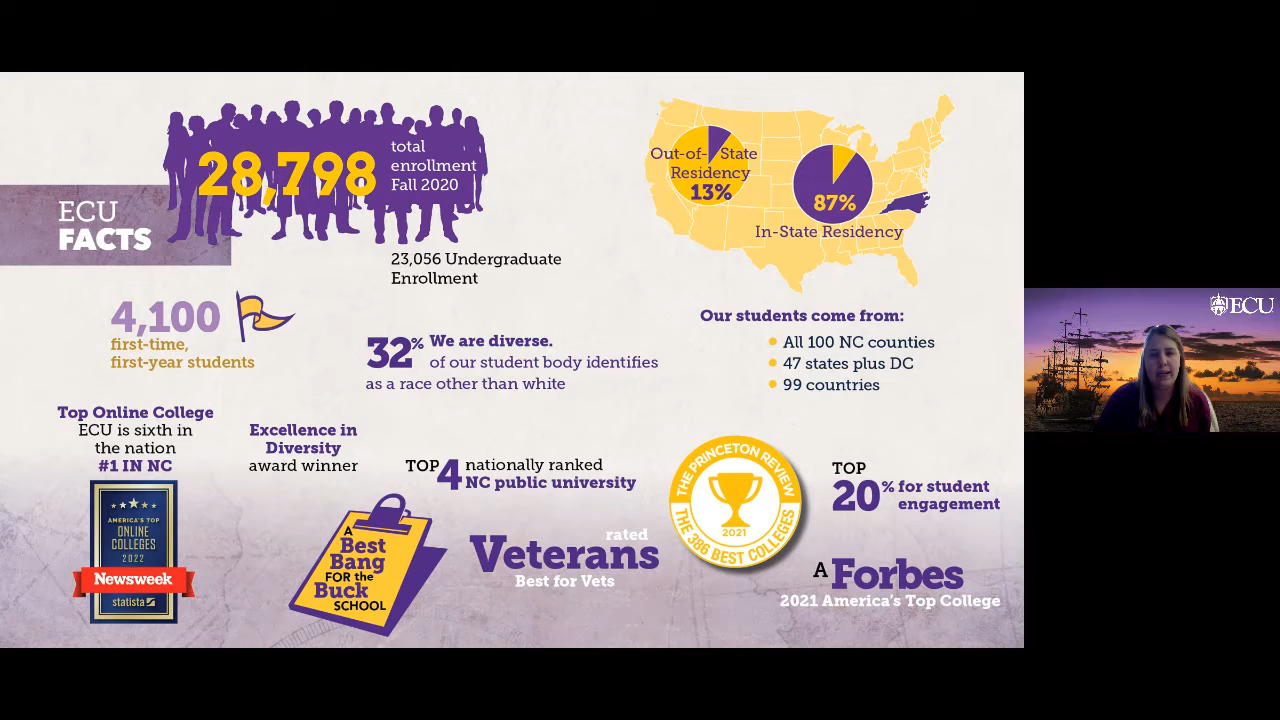 ECU
FACTS
28,798
total
enrollment
Fall 2020
23,056 Undergraduate
Enrollment
Out-of-State
Residency
13%
87%
In-State Residency
4,100
first-time,
first-year students
32% We are diverse.
of our student body identifies
as a race other than white
Our students come from:
All 100 NC counties
47 states plus DC
99 countries
Top Online College
ECU is sixth in
the nation
#1 IN NC
AMERICA'S TOP
ONLINE
COLLEGES
2022
Newsweek
statista
Excellence in
Diversity
award winner
A
Best
Bang
FOR the
Buck
SCHOOL
TOP 4 nationally ranked
NC public university
rated
Veterans
Best for Vets
THE PRINCETON REVIEW
2021
THE 386 BEST COLLEGES
TOP
20% for student
engagement
A Forbes
2021 America's Top College
ECU